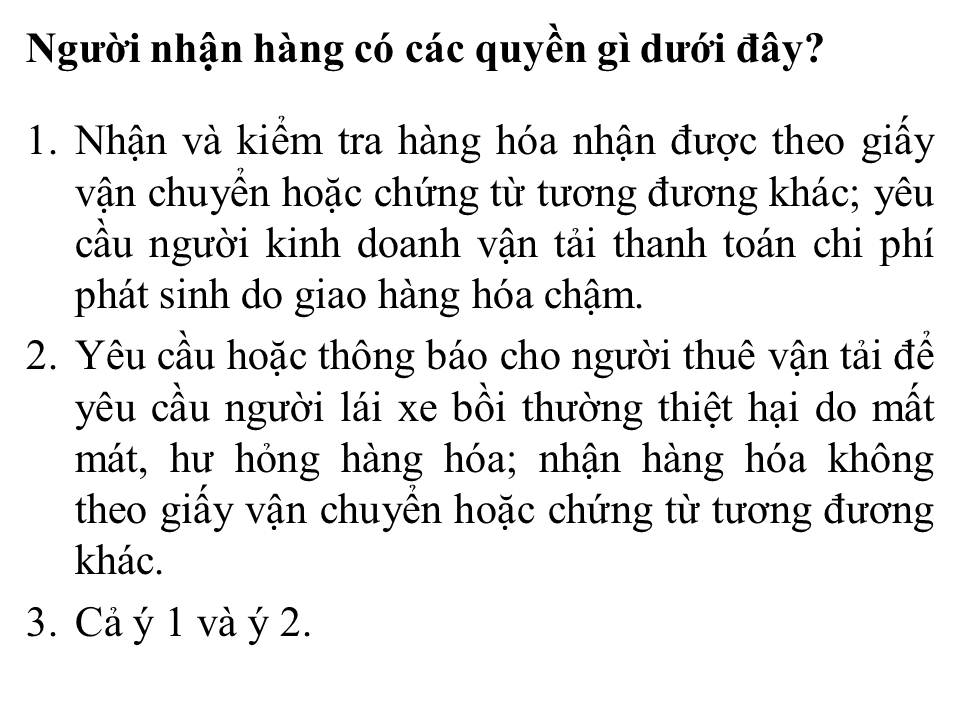 Người nhận hàng có các quyền gì dưới đây?
1. Nhận và kiểm tra hàng hóa nhận được theo giấy
vận chuyển hoặc chứng từ tương đương khác; yêu
cầu người kinh doanh vận tải thanh toán chi phí
phát sinh do giao hàng hóa chậm.
2. Yêu cầu hoặc thông báo cho người thuê vận tải để
yêu cầu người lái xe bồi thường thiệt hại do mất
mát, hư hỏng hàng hóa; nhận hàng hóa không
theo giấy vận chuyển hoặc chứng từ tương đương
khác.
3. Cả ý 1 và ý 2.